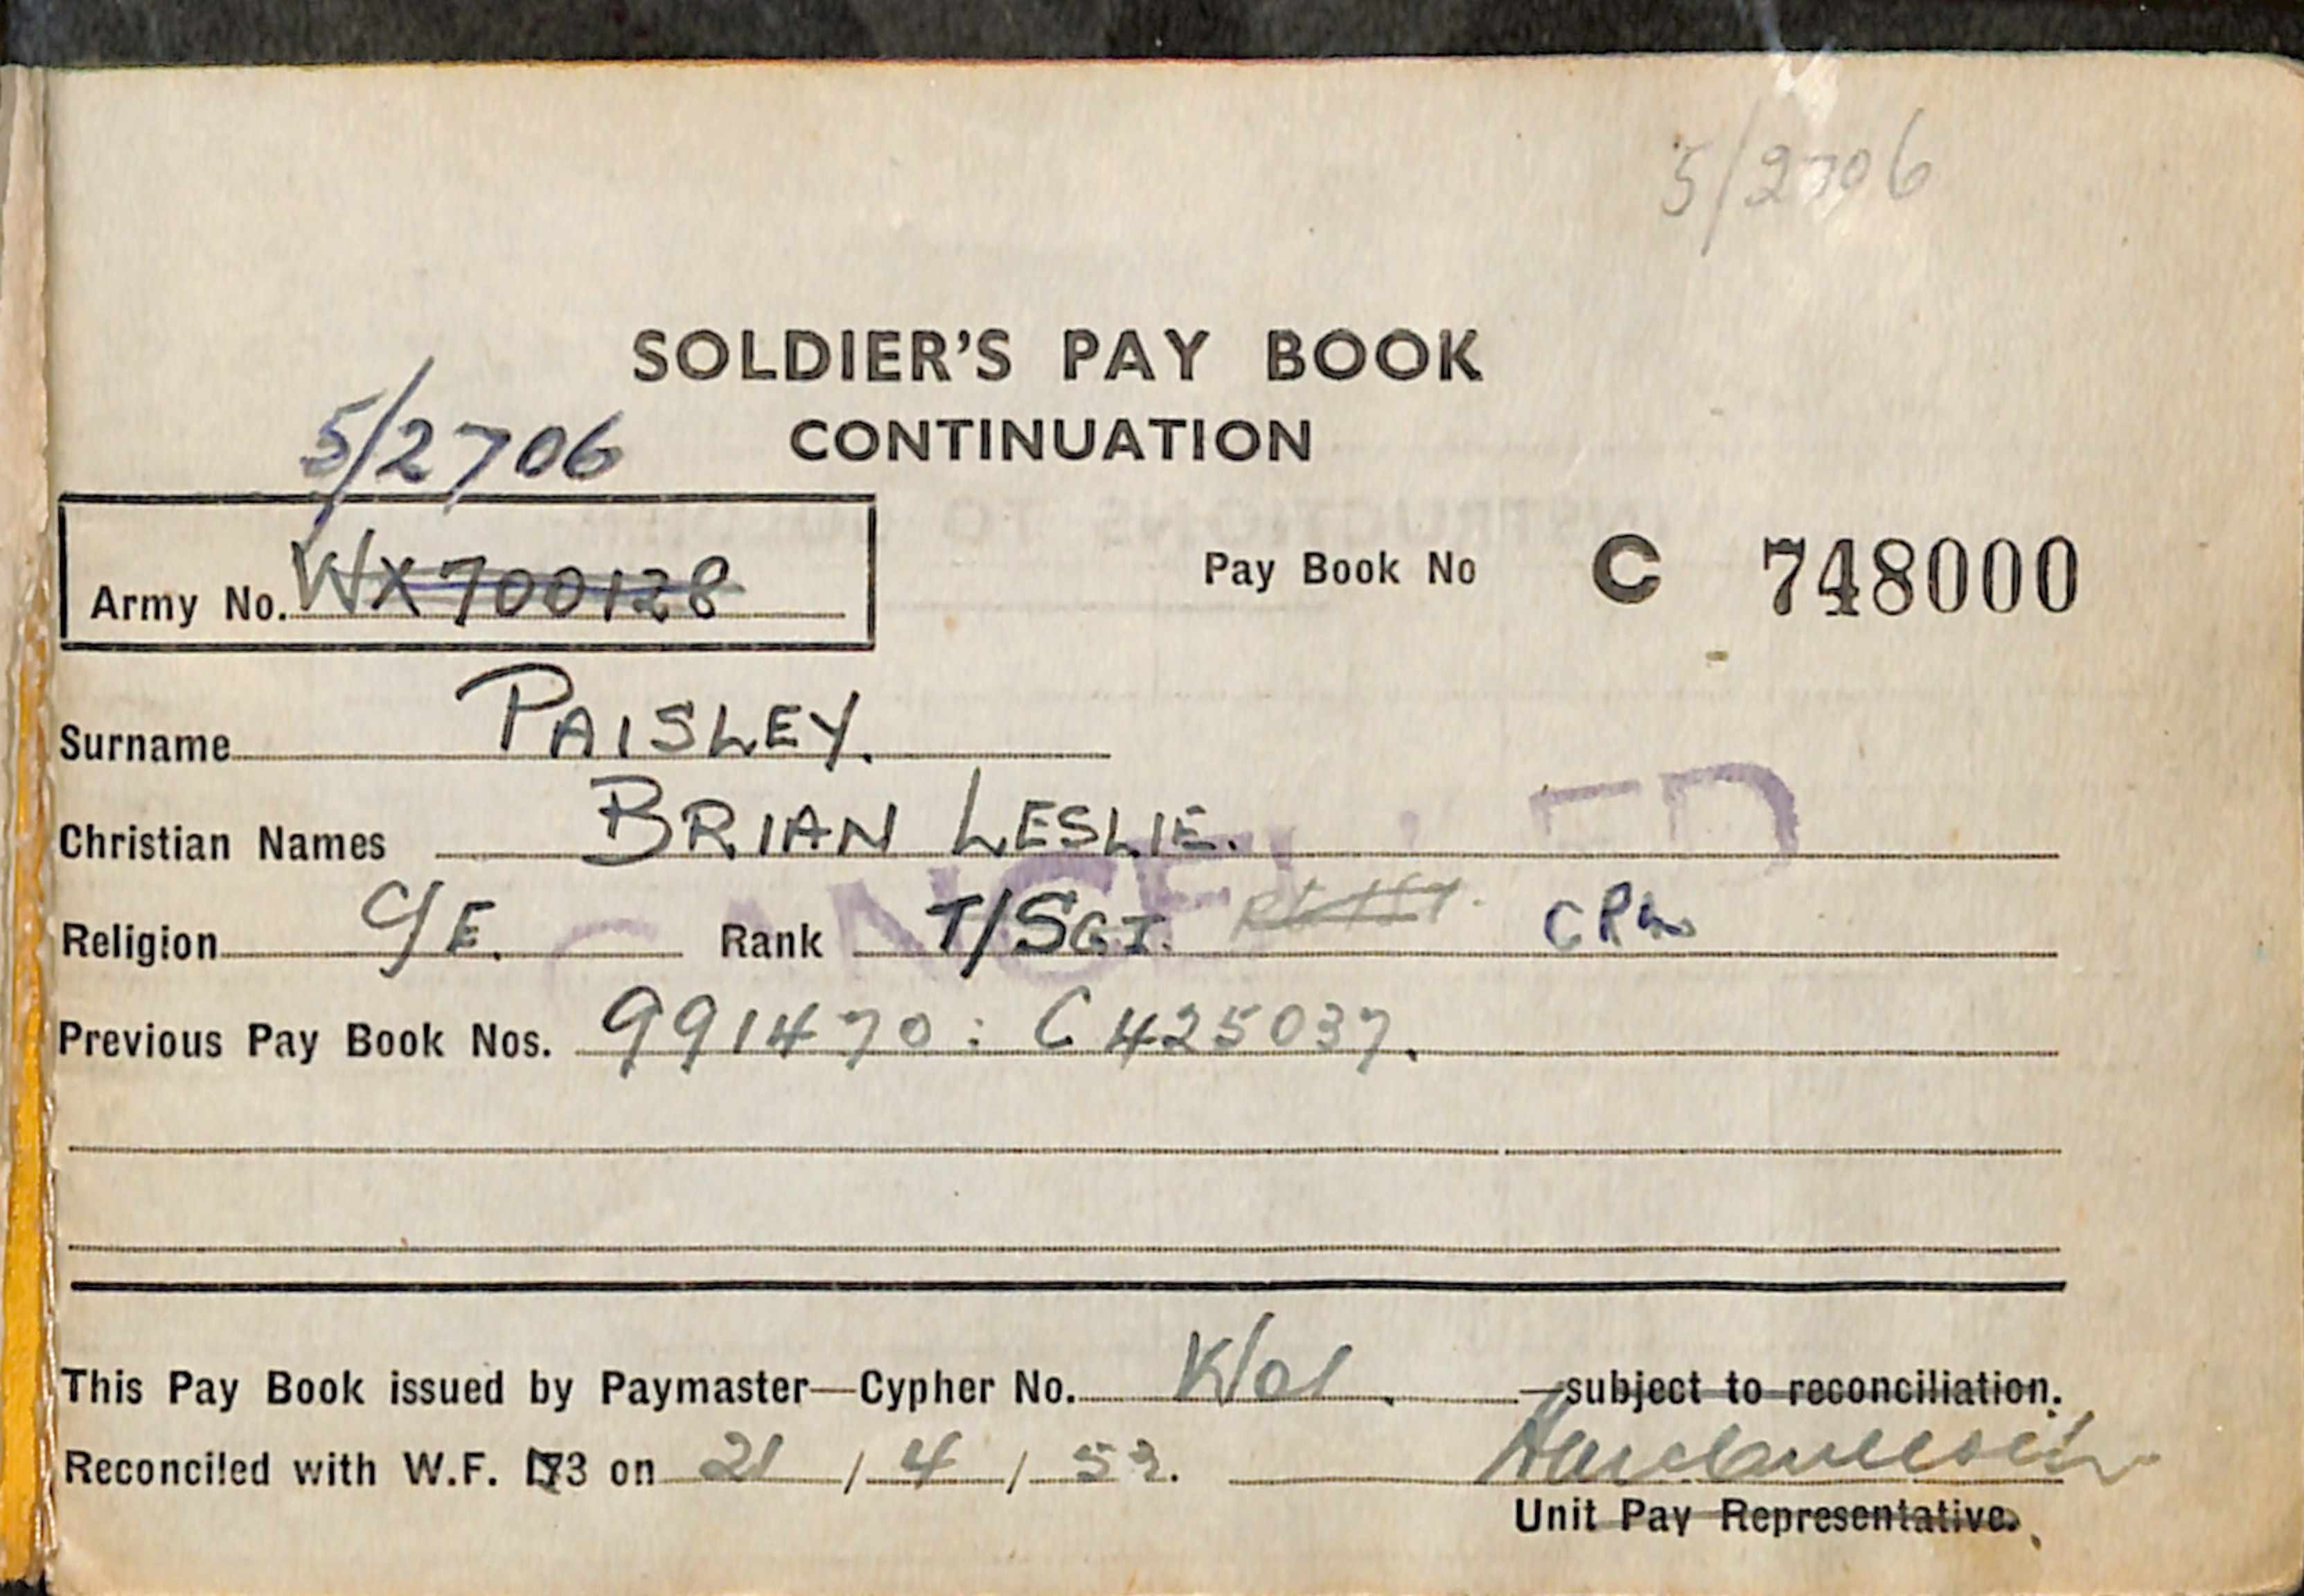 5/2706
SOLDIER'S PAY BOOK
CONTINUATION
5/2706
Army No. WX700128
Pay Book No C 748000
Surname PAISLEY.
Christian Names BRIAN LESLIE.
CANCELLED
Religion C/E. Rank T/SGT.
Previous Pay Book Nos. 991470 : C425037.
This Pay Book issued by Paymaster—Cypher No. K/01. —subject to reconciliation.
Reconciled with W.F. 173 on 21 / 4 / 52.
Unit Pay Representative.